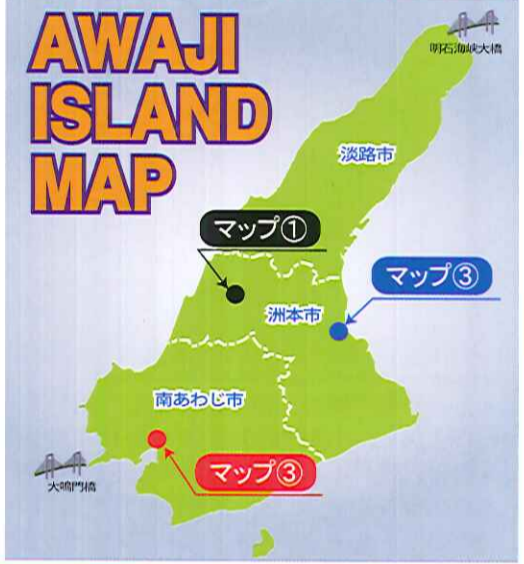 AWAJI
ISLAND
MAP
明石海峡大橋
淡路市
マップ①
マップ③
洲本市
南あわじ市
マップ③
大鳴門橋